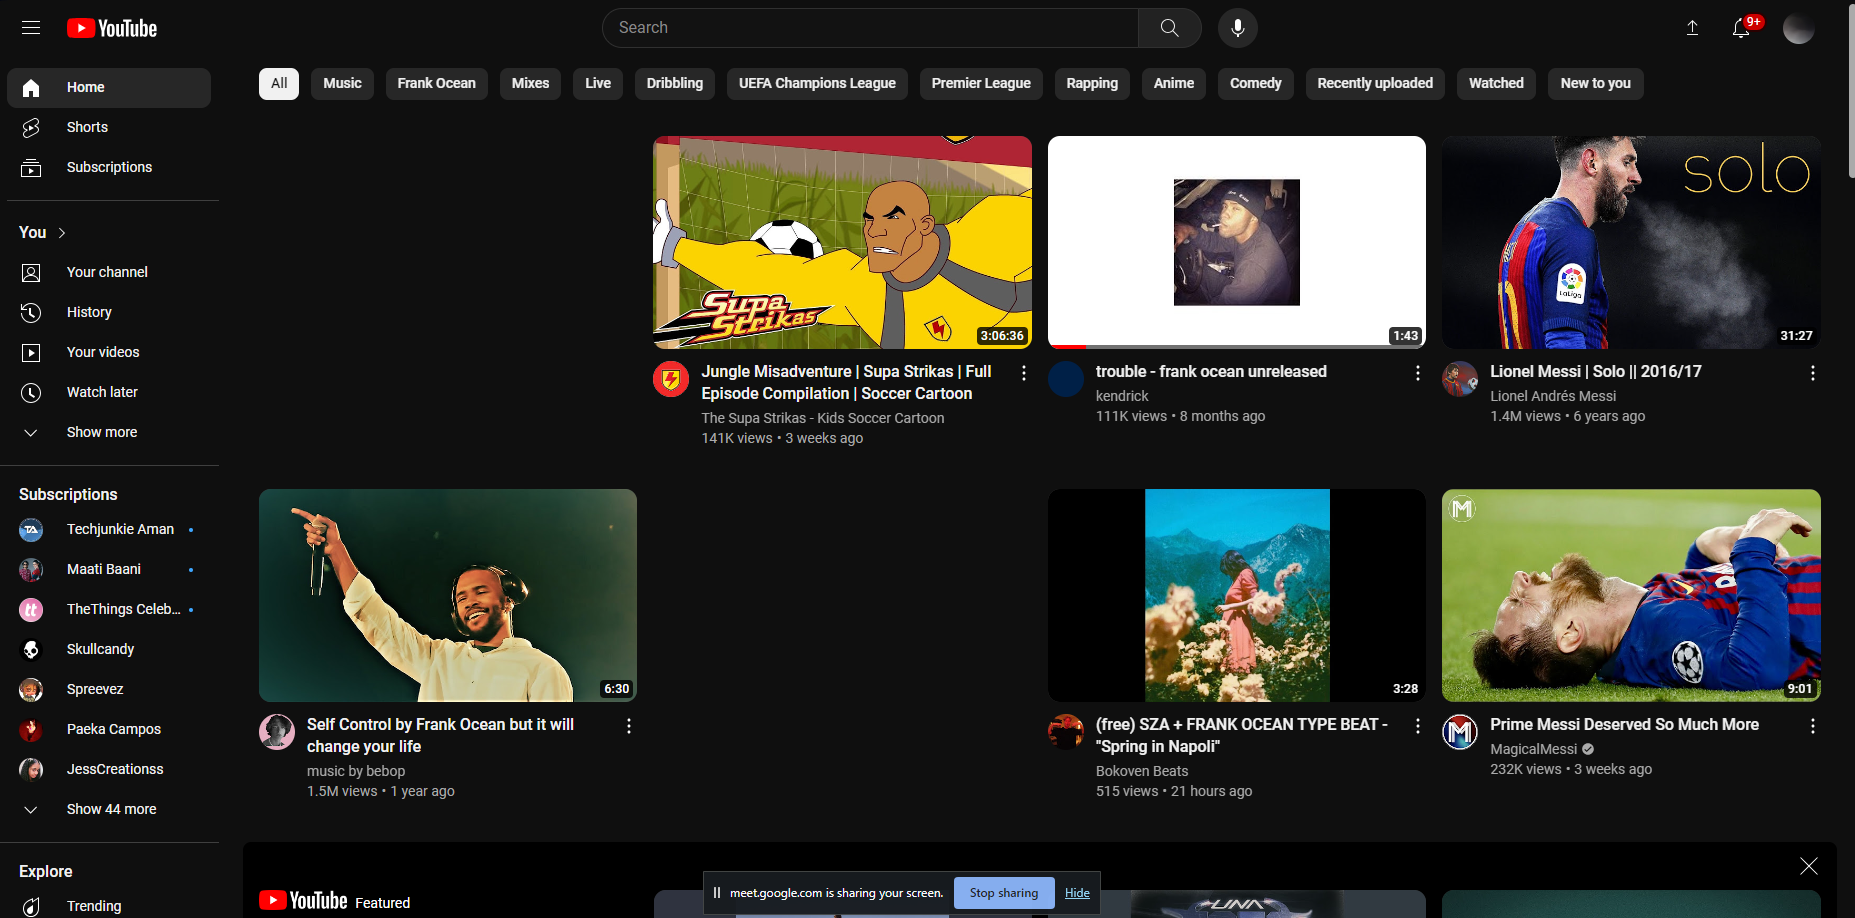 YouTube
Search
9+
Home
Shorts
Subscriptions
You
Your channel
History
Your videos
Watch later
Show more
Subscriptions
TA
Techjunkie Aman
Maati Baani
tt
TheThings Celeb...
Skullcandy
Spreevez
Paeka Campos
JessCreationss
Show 44 more
Explore
Trending
All
Music
Frank Ocean
Mixes
Live
Dribbling
UEFA Champions League
Premier League
Rapping
Anime
Comedy
Recently uploaded
Watched
New to you
Supa
Strikas
3:06:36
Jungle Misadventure | Supa Strikas | Full
Episode Compilation | Soccer Cartoon
The Supa Strikas - Kids Soccer Cartoon
141K views • 3 weeks ago
1:43
trouble - frank ocean unreleased
kendrick
111K views • 8 months ago
solo
LaLiga
31:27
Lionel Messi | Solo || 2016/17
Lionel Andrés Messi
1.4M views • 6 years ago
6:30
Self Control by Frank Ocean but it will
change your life
music by bebop
1.5M views • 1 year ago
3:28
(free) SZA + FRANK OCEAN TYPE BEAT -
"Spring in Napoli"
Bokoven Beats
515 views • 21 hours ago
M
9:01
M
Prime Messi Deserved So Much More
MagicalMessi
232K views • 3 weeks ago
YouTube Featured
meet.google.com is sharing your screen.
Stop sharing
Hide